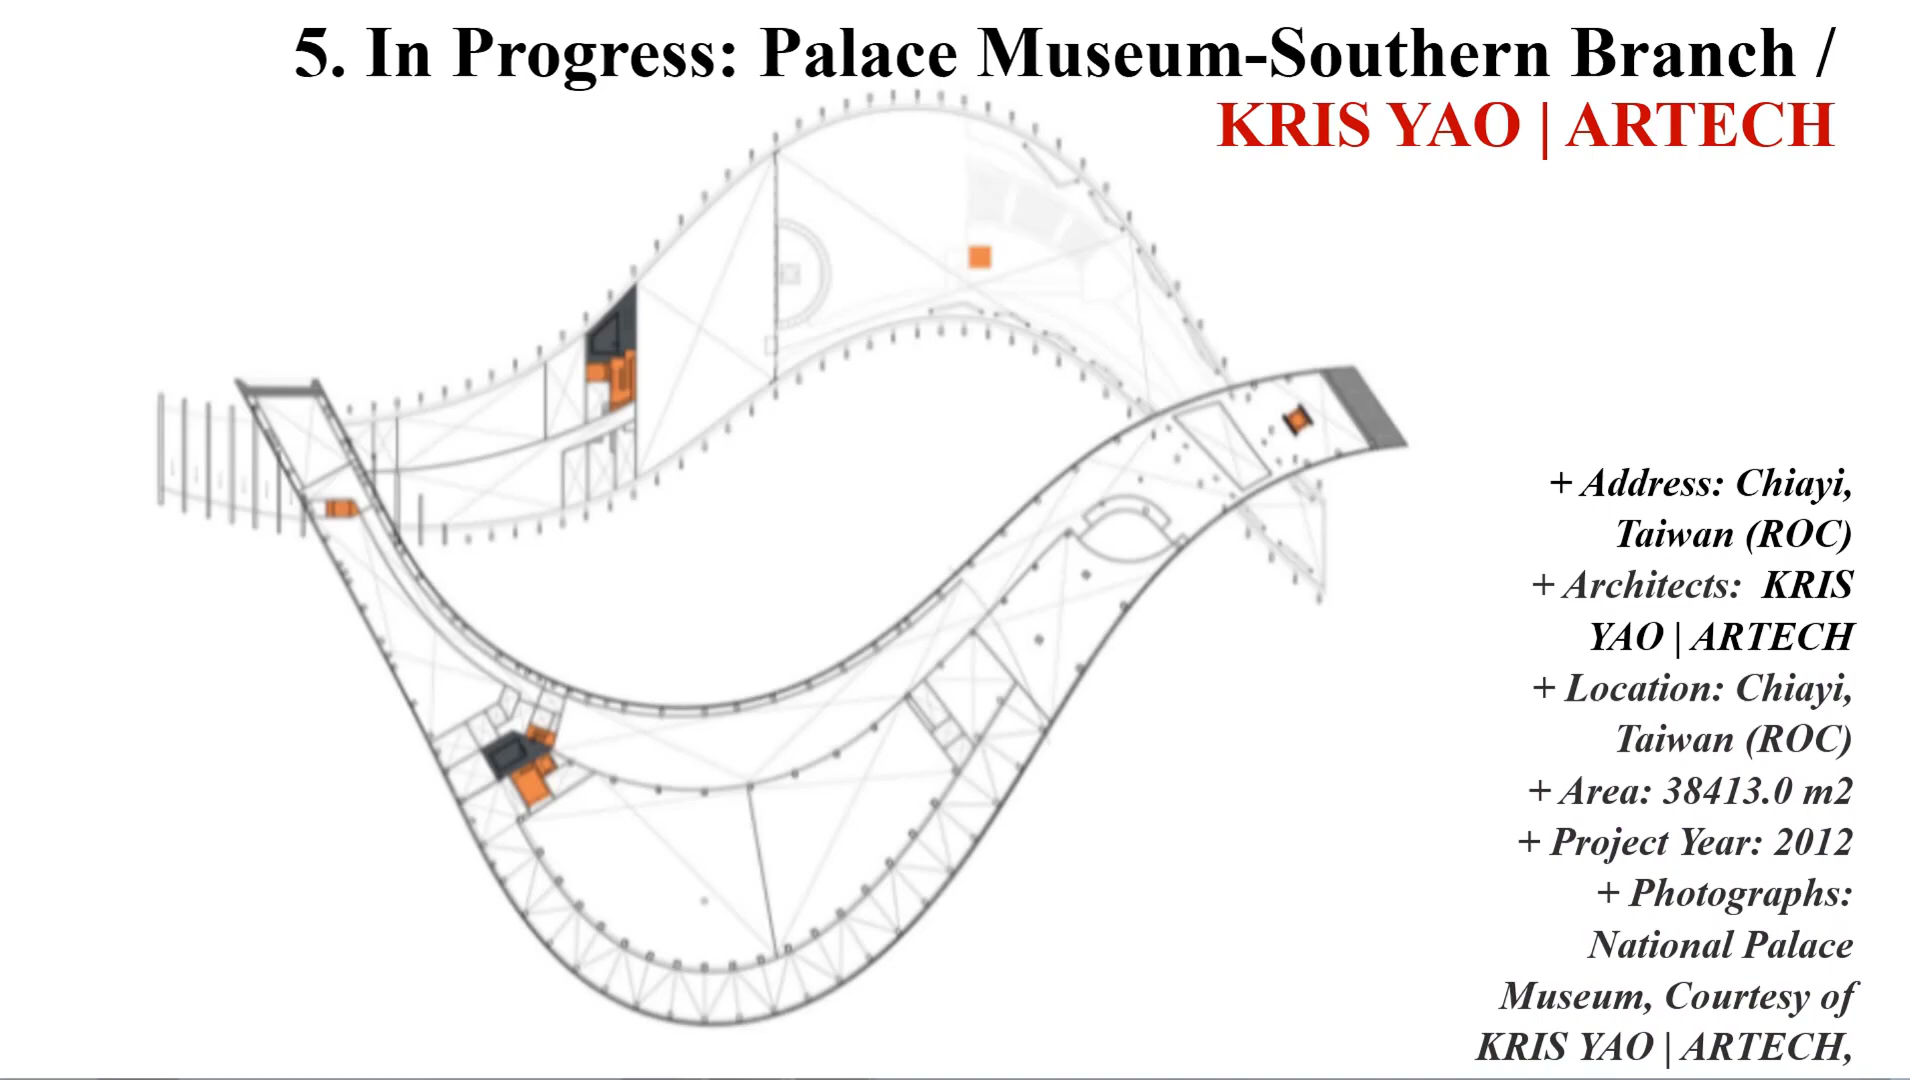 5. In Progress: Palace Museum-Southern Branch /
KRIS YAO | ARTECH
+ Address: Chiayi,
Taiwan (ROC)
+ Architects:  KRIS
YAO | ARTECH
+ Location: Chiayi,
Taiwan (ROC)
+ Area: 38413.0 m2
+ Project Year: 2012
+ Photographs:
National Palace
Museum, Courtesy of
KRIS YAO | ARTECH,